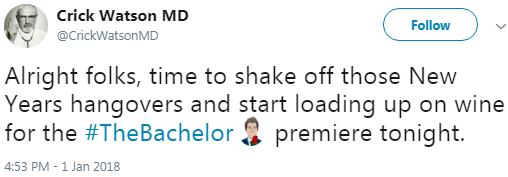 Crick Watson MD
@CrickWatsonMD
Follow
Alright folks, time to shake off those New
Years hangovers and start loading up on wine
for the #TheBachelor premiere tonight.
4:53 PM - 1 Jan 2018